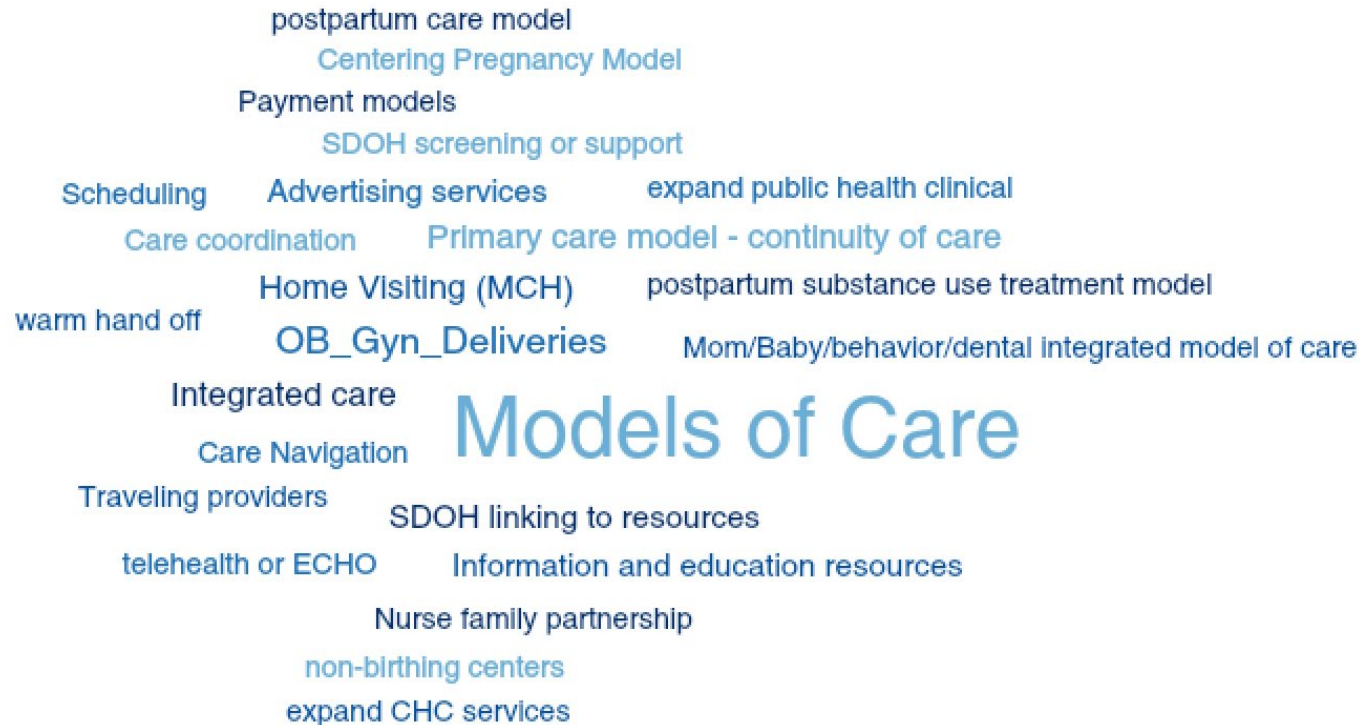 postpartum care model
Centering Pregnancy Model
Payment models
SDOH screening or support
Scheduling
Advertising services
expand public health clinical
Care coordination
Primary care model - continuity of care
Home Visiting (MCH)
postpartum substance use treatment model
warm hand off
OB_Gyn_Deliveries
Mom/Baby/behavior/dental integrated model of care
Integrated care
Models of Care
Care Navigation
Traveling providers
SDOH linking to resources
telehealth or ECHO
Information and education resources
Nurse family partnership
non-birthing centers
expand CHC services